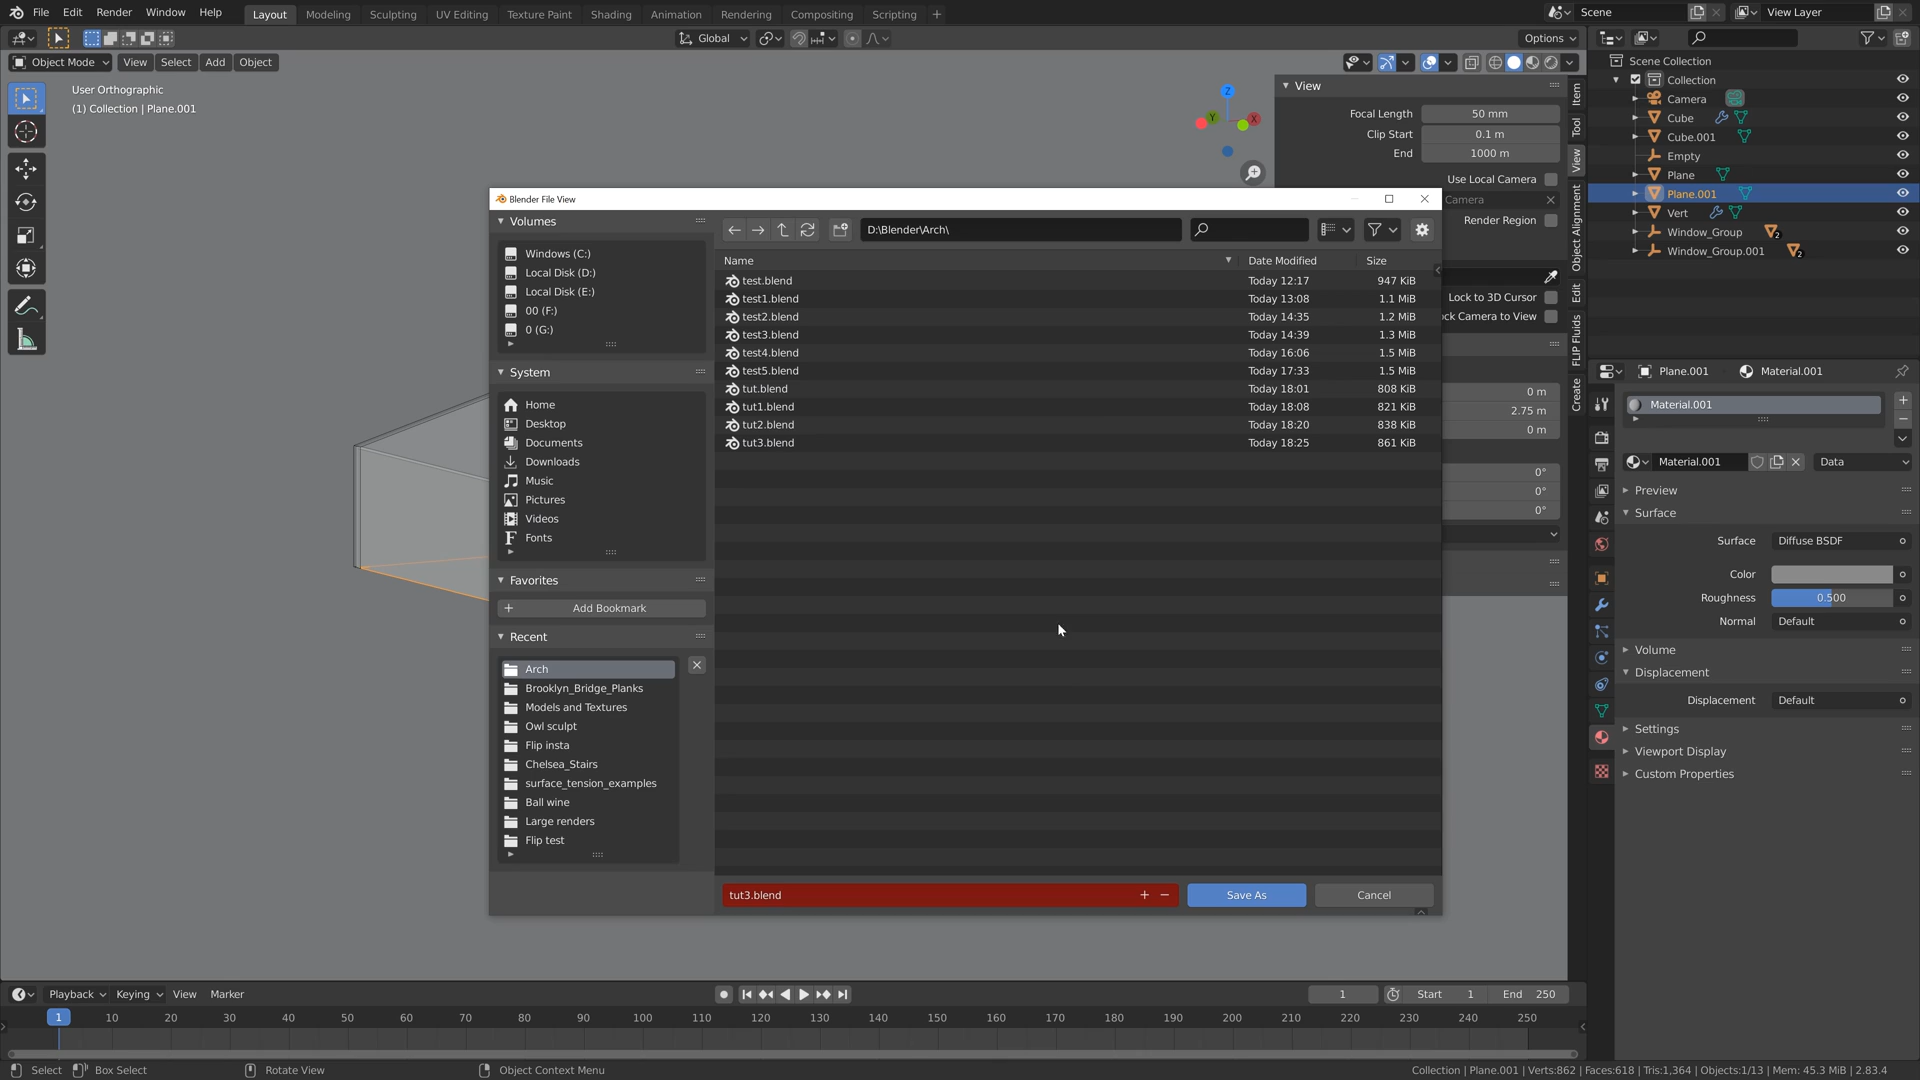 File Edit Render Window Help Layout Modeling Sculpting UV Editing Texture Paint Shading Animation Rendering Compositing Scripting + Scene View Layer
Global Options
Object Mode View Select Add Object
User Orthographic
(1) Collection | Plane.001
Z
Y X
View
Focal Length 50 mm
Clip Start 0.1 m
End 1000 m
Use Local Camera
Camera
Render Region
Lock to 3D Cursor
ock Camera to View
0 m
2.75 m
0 m
0°
0°
0°
Item
Tool
View
Object Alignment
Edit
FLIP Fluids
Create
Blender File View
Volumes
Windows (C:)
Local Disk (D:)
Local Disk (E:)
00 (F:)
0 (G:)
System
Home
Desktop
Documents
Downloads
Music
Pictures
Videos
Fonts
Favorites
Add Bookmark
Recent
Arch
Brooklyn_Bridge_Planks
Models and Textures
Owl sculpt
Flip insta
Chelsea_Stairs
surface_tension_examples
Ball wine
Large renders
Flip test
D:\Blender\Arch\
Name Date Modified Size
test.blend Today 12:17 947 KiB
test1.blend Today 13:08 1.1 MiB
test2.blend Today 14:35 1.2 MiB
test3.blend Today 14:39 1.3 MiB
test4.blend Today 16:06 1.5 MiB
test5.blend Today 17:33 1.5 MiB
tut.blend Today 18:01 808 KiB
tut1.blend Today 18:08 821 KiB
tut2.blend Today 18:20 838 KiB
tut3.blend Today 18:25 861 KiB
tut3.blend + − Save As Cancel
Scene Collection
Collection
Camera
Cube
Cube.001
Empty
Plane
Plane.001
Vert
Window_Group 2
Window_Group.001 2
Plane.001 Material.001
Material.001
Material.001 Data
Preview
Surface
Surface Diffuse BSDF
Color
Roughness 0.500
Normal Default
Volume
Displacement
Displacement Default
Settings
Viewport Display
Custom Properties
Playback Keying View Marker 1 Start 1 End 250
1 10 20 30 40 50 60 70 80 90 100 110 120 130 140 150 160 170 180 190 200 210 220 230 240 250
Select Box Select Rotate View Object Context Menu Collection | Plane.001 | Verts:862 | Faces:618 | Tris:1,364 | Objects:1/13 | Mem: 45.3 MiB | 2.83.4